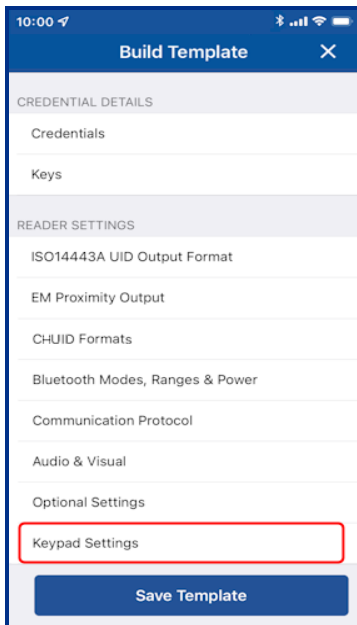 10:00
Build Template
CREDENTIAL DETAILS
Credentials
Keys
READER SETTINGS
ISO14443A UID Output Format
EM Proximity Output
CHUID Formats
Bluetooth Modes, Ranges & Power
Communication Protocol
Audio & Visual
Optional Settings
Keypad Settings
Save Template